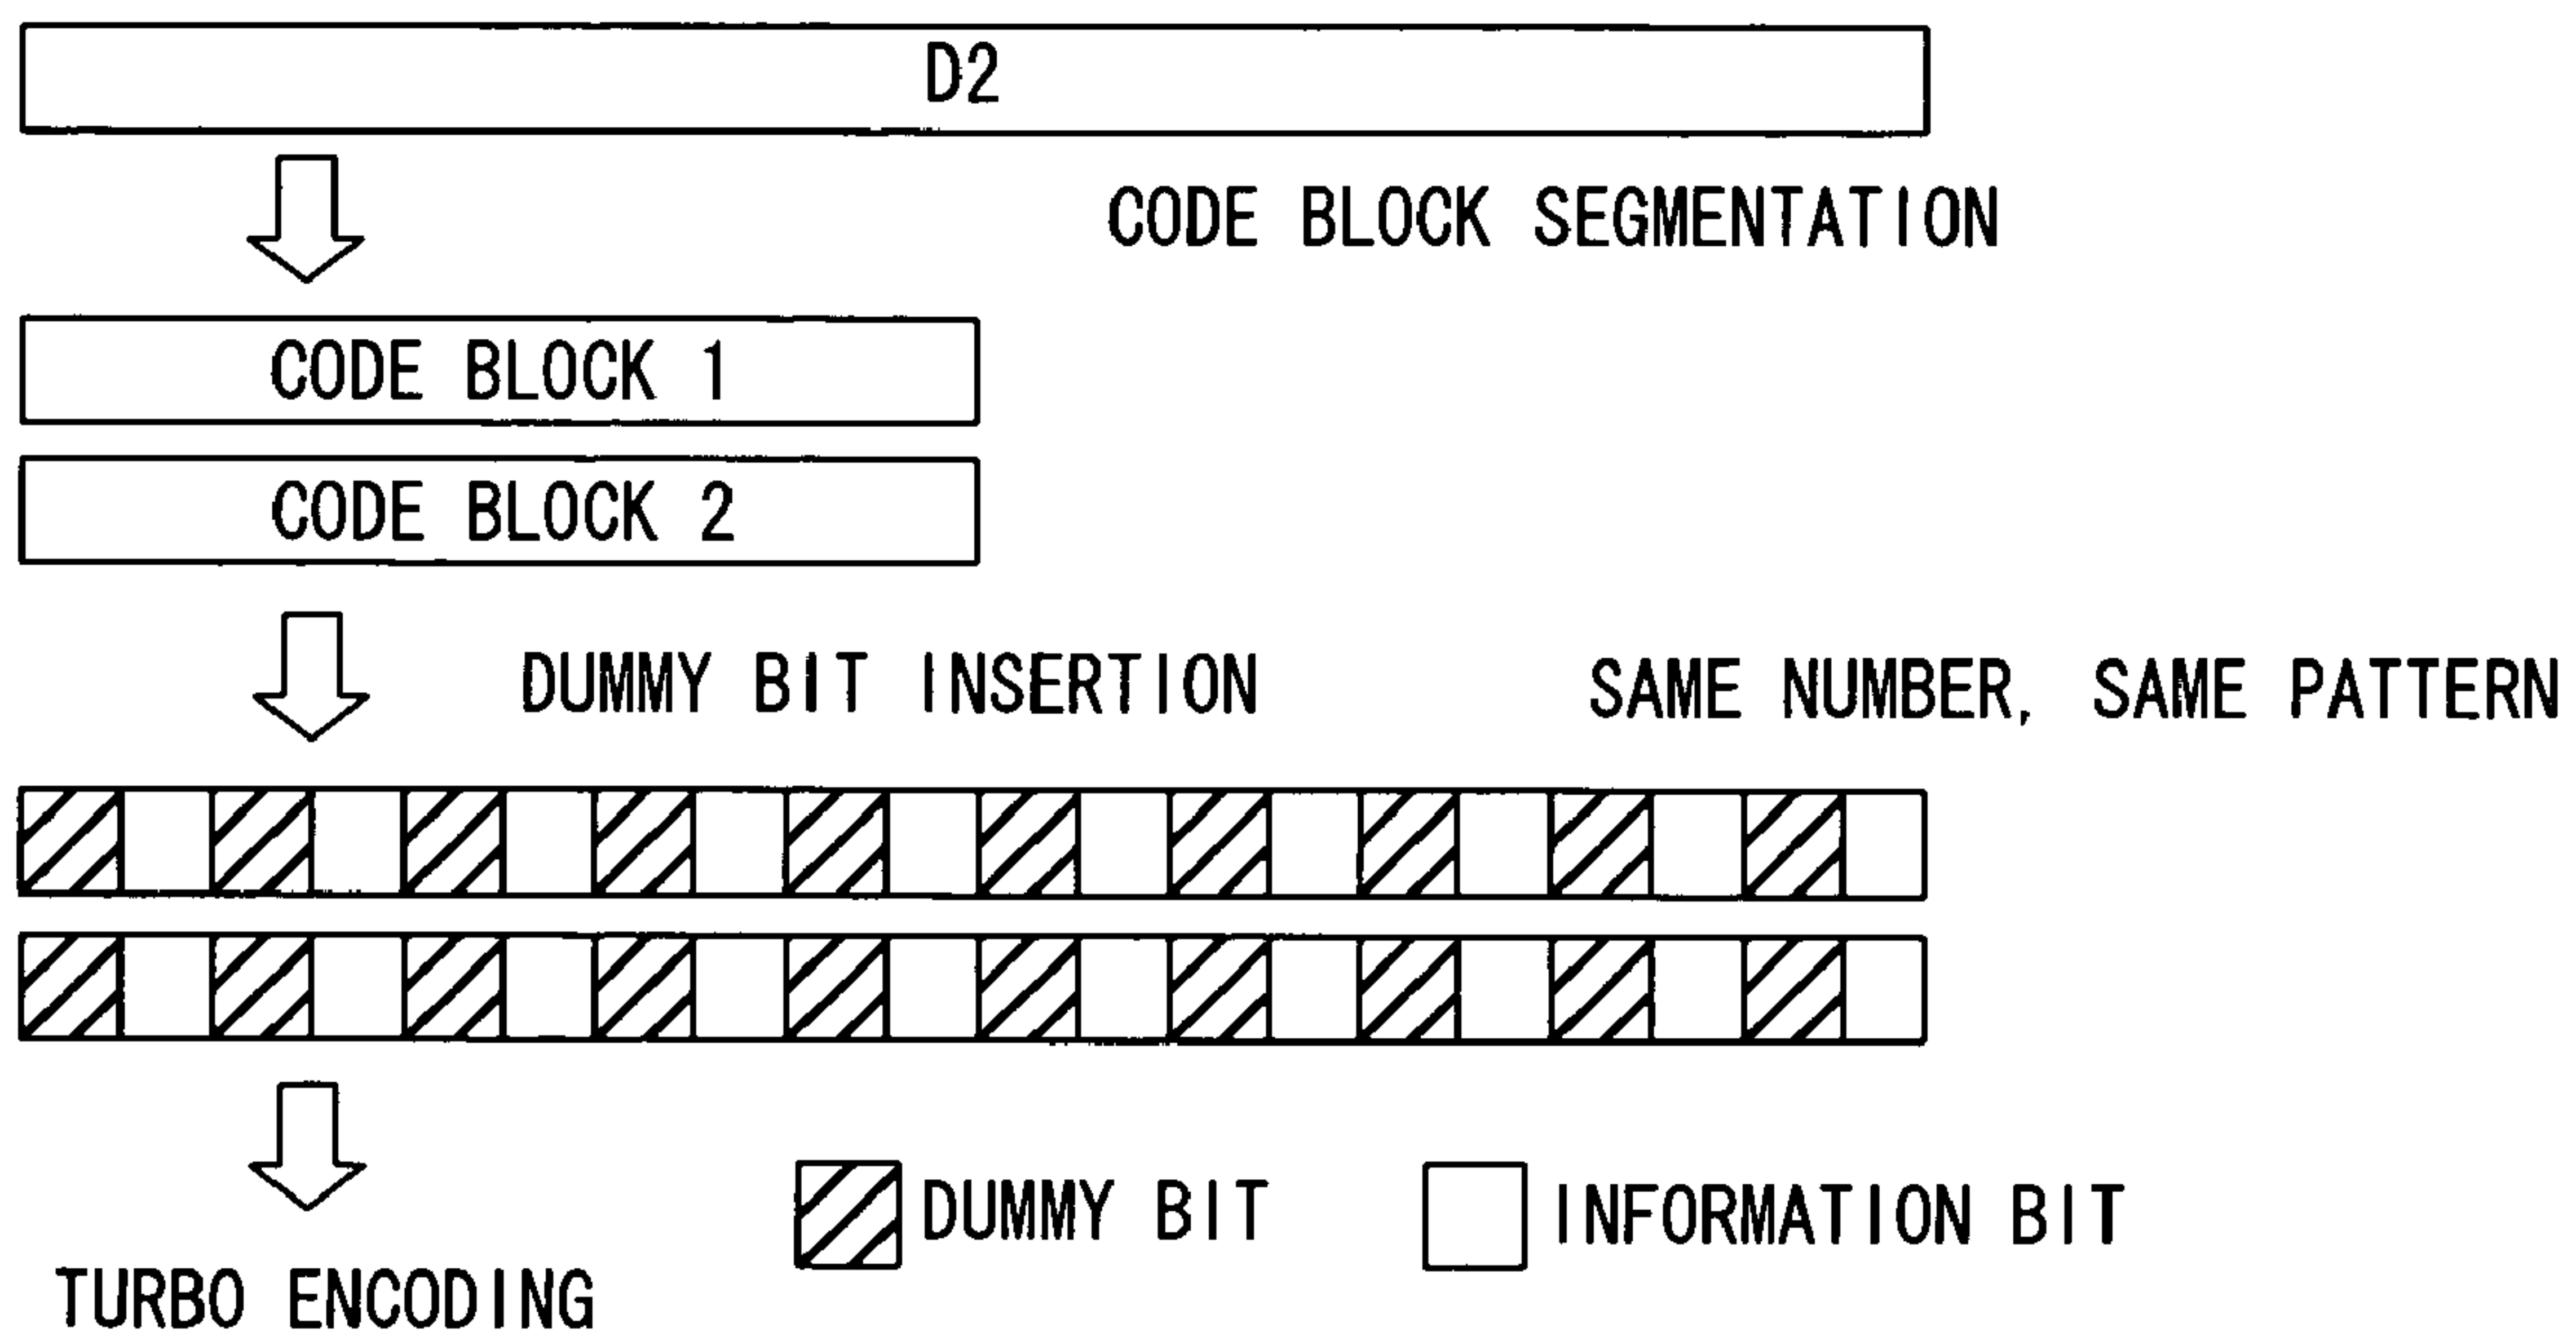 D2
CODE BLOCK SEGMENTATION
CODE BLOCK 1
CODE BLOCK 2
DUMMY BIT INSERTION
SAME NUMBER, SAME PATTERN
DUMMY BIT
INFORMATION BIT
TURBO ENCODING